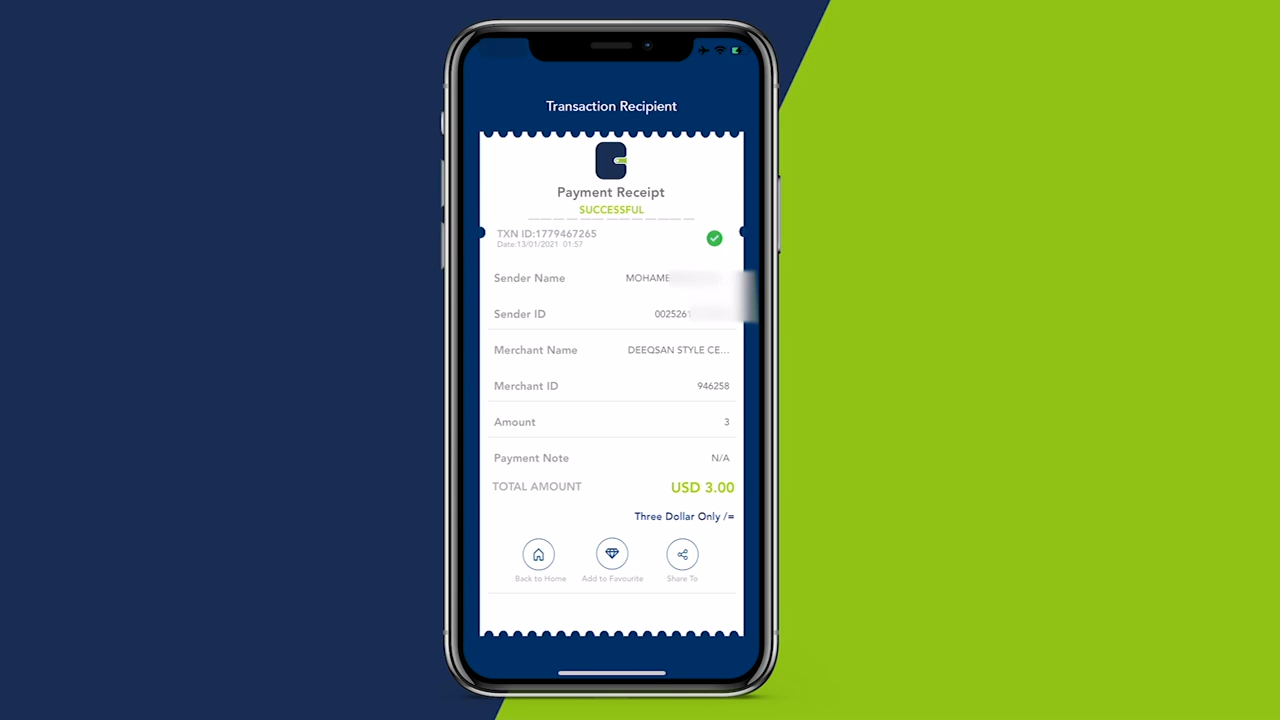 Transaction Recipient
Payment Receipt
SUCCESSFUL
TXN ID:1779467265
Date:13/01/2021 01:57
Sender Name MOHAME
Sender ID 0025261
Merchant Name DEEQSAN STYLE CE...
Merchant ID 946258
Amount 3
Payment Note N/A
TOTAL AMOUNT USD 3.00
Three Dollar Only /=
Back to Home Add to Favourite Share To